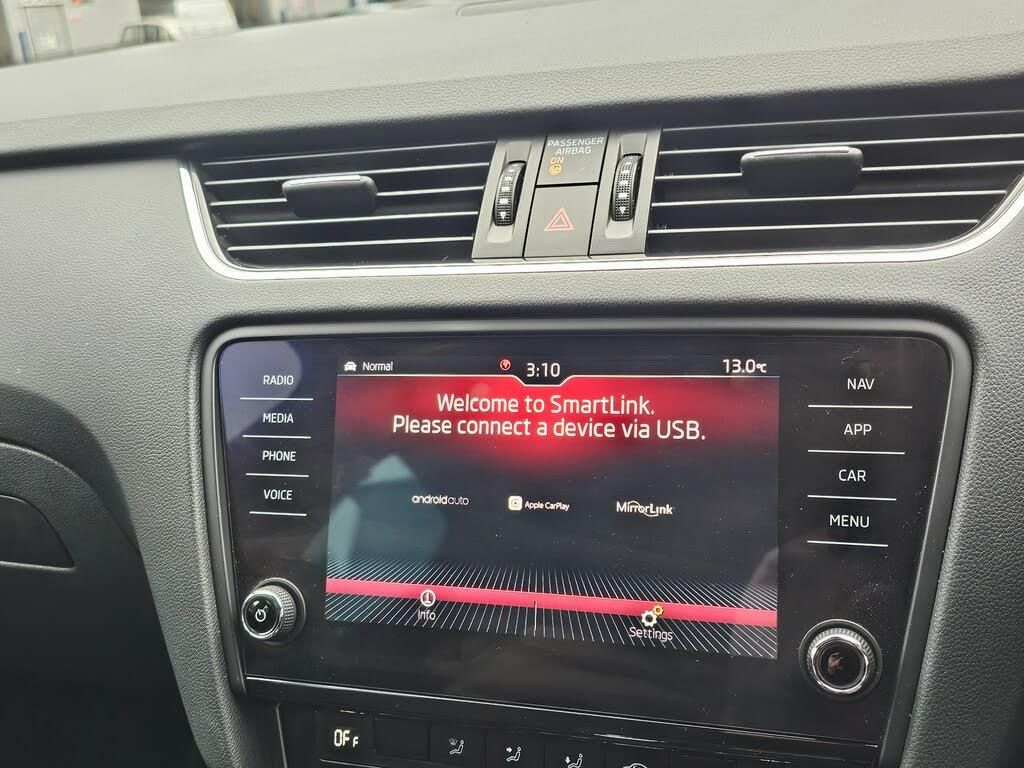 PASSENGER
AIRBAG
ON
Normal
3:10
13.0°C
RADIO
MEDIA
PHONE
VOICE
Welcome to SmartLink.
Please connect a device via USB.
androidauto
Apple CarPlay
MirrorLink
Info
Settings
NAV
APP
CAR
MENU
OFF